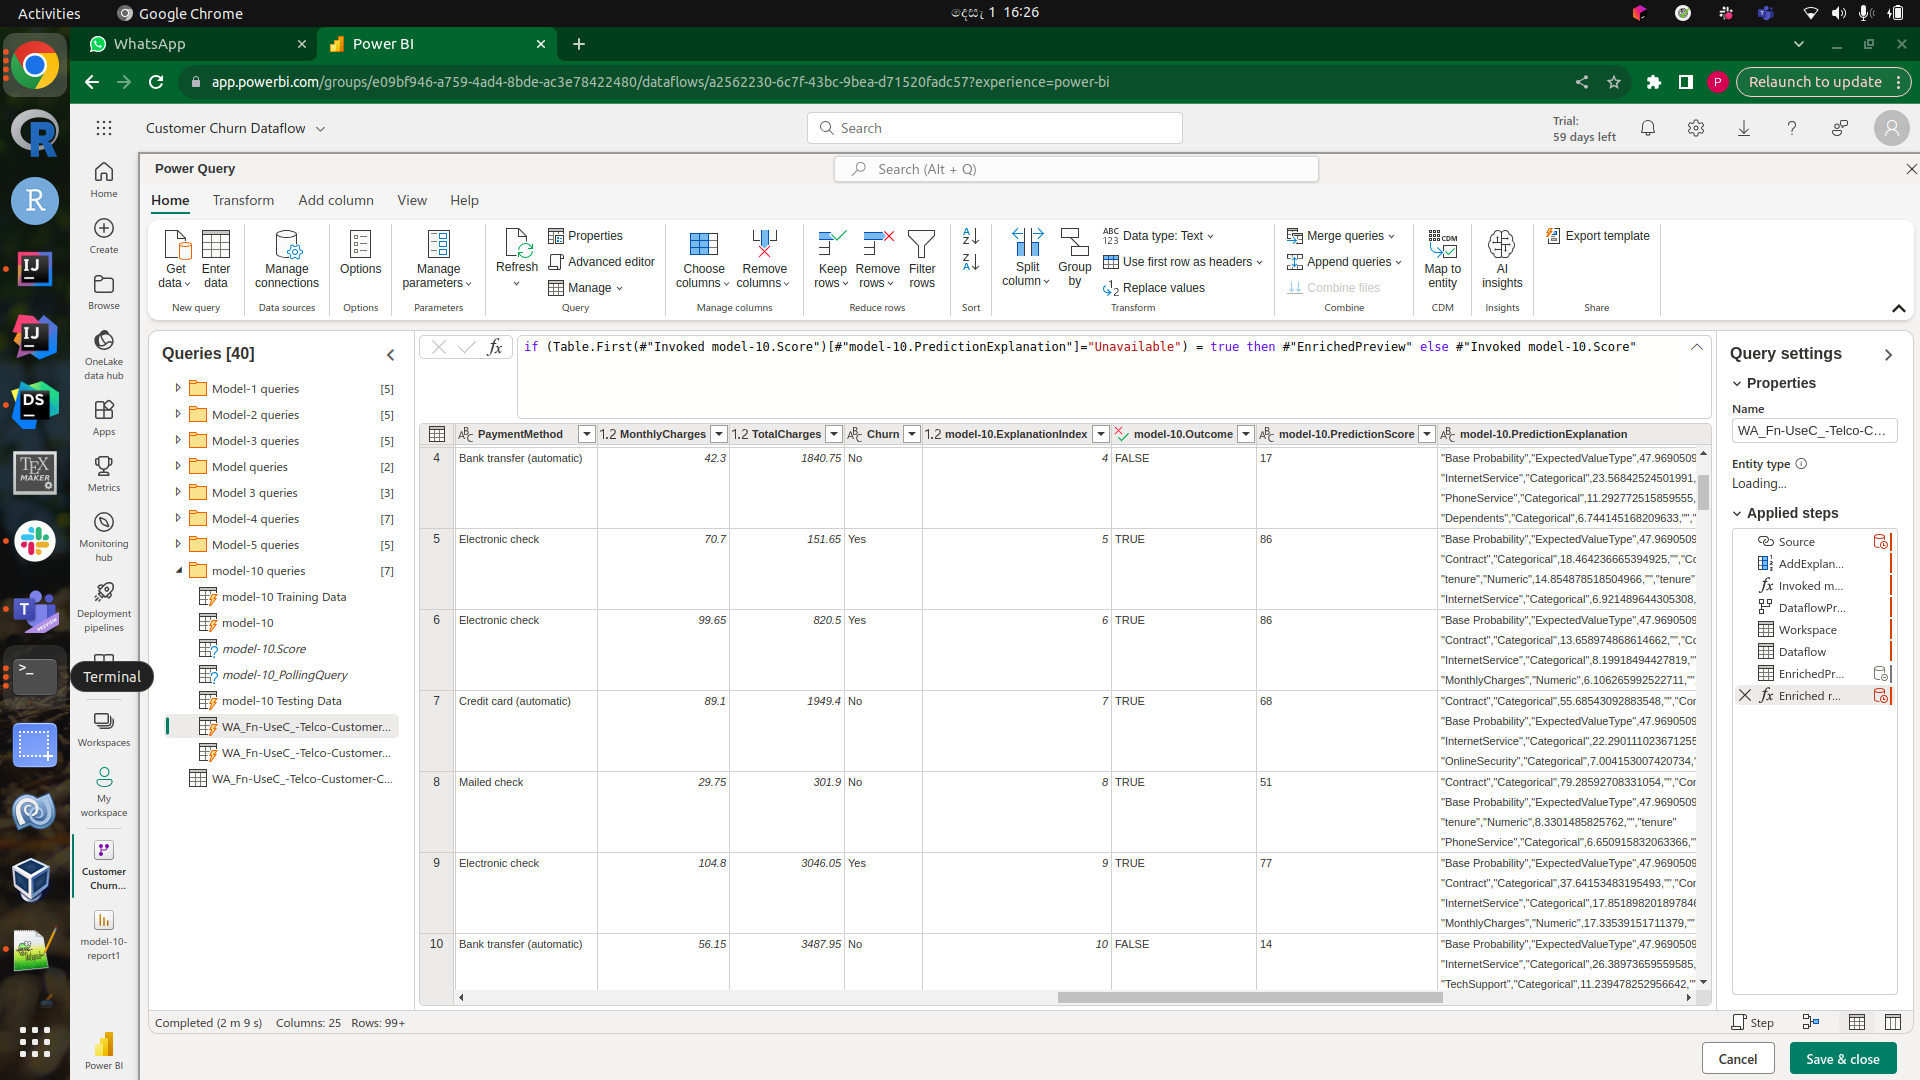 Activities
Google Chrome
දෙසැ 1 16:26
WhatsApp
Power BI
app.powerbi.com/groups/e09bf946-a759-4ad4-8bde-ac3e78422480/dataflows/a2562230-6c7f-43bc-9bea-d71520fadc57?experience=power-bi
P
Relaunch to update
Customer Churn Dataflow
Search
Trial:
59 days left
Power Query
Search (Alt + Q)
Home
Transform
Add column
View
Help
Get data
Enter data
New query
Manage connections
Data sources
Options
Options
Manage parameters
Parameters
Refresh
Properties
Advanced editor
Manage
Query
Choose columns
Remove columns
Manage columns
Keep rows
Remove rows
Filter rows
Reduce rows
Sort
Split column
Group by
Data type: Text
Use first row as headers
Replace values
Transform
Merge queries
Append queries
Combine files
Combine
CDM
Map to entity
CDM
AI insights
Insights
Export template
Share
Home
Create
Browse
OneLake data hub
Apps
Metrics
Monitoring hub
Deployment pipelines
Terminal
Workspaces
My workspace
Customer Churn...
model-10-report1
Power BI
Queries [40]
Model-1 queries [5]
Model-2 queries [5]
Model-3 queries [5]
Model queries [2]
Model 3 queries [3]
Model-4 queries [7]
Model-5 queries [5]
model-10 queries [7]
model-10 Training Data
model-10
model-10.Score
model-10_PollingQuery
model-10 Testing Data
WA_Fn-UseC_-Telco-Customer...
WA_Fn-UseC_-Telco-Customer...
WA_Fn-UseC_-Telco-Customer-C...
if (Table.First(#"Invoked model-10.Score")[#"model-10.PredictionExplanation"]="Unavailable") = true then #"EnrichedPreview" else #"Invoked model-10.Score"
PaymentMethod 1.2 MonthlyCharges 1.2 TotalCharges Churn 1.2 model-10.ExplanationIndex model-10.Outcome model-10.PredictionScore model-10.PredictionExplanation
4 Bank transfer (automatic) 42.3 1840.75 No 4 FALSE 17 "Base Probability","ExpectedValueType",47.9690509
"InternetService","Categorical",23.56842524501991,
"PhoneService","Categorical",11.292772515859555,
"Dependents","Categorical",6.744145168209633,"","
5 Electronic check 70.7 151.65 Yes 5 TRUE 86 "Base Probability","ExpectedValueType",47.9690509
"Contract","Categorical",18.464236665394925,"","Co
"tenure","Numeric",14.854878518504966,"","tenure"
"InternetService","Categorical",6.921489644305308,
6 Electronic check 99.65 820.5 Yes 6 TRUE 86 "Base Probability","ExpectedValueType",47.9690509
"Contract","Categorical",13.658974868614662,"","Co
"InternetService","Categorical",8.19918494427819,""
"MonthlyCharges","Numeric",6.106265992522711,""
7 Credit card (automatic) 89.1 1949.4 No 7 TRUE 68 "Contract","Categorical",55.68543092883548,"","Cor
"Base Probability","ExpectedValueType",47.9690509
"InternetService","Categorical",22.290111023671255
"OnlineSecurity","Categorical",7.004153007420734,"
8 Mailed check 29.75 301.9 No 8 TRUE 51 "Contract","Categorical",79.28592708331054,"","Cor
"Base Probability","ExpectedValueType",47.9690509
"tenure","Numeric",8.3301485825762,"","tenure"
"PhoneService","Categorical",6.650915832063366,""
9 Electronic check 104.8 3046.05 Yes 9 TRUE 77 "Base Probability","ExpectedValueType",47.9690509
"Contract","Categorical",37.64153483195493,"","Cor
"InternetService","Categorical",17.851898201897846
"MonthlyCharges","Numeric",17.33539151711379,""
10 Bank transfer (automatic) 56.15 3487.95 No 10 FALSE 14 "Base Probability","ExpectedValueType",47.9690509
"InternetService","Categorical",26.38973659559585,
"TechSupport","Categorical",11.239478252956642,""
Query settings
Properties
Name
WA_Fn-UseC_-Telco-C...
Entity type
Loading...
Applied steps
Source
AddExplan...
Invoked m...
DataflowPr...
Workspace
Dataflow
EnrichedPr...
Enriched r...
Completed (2 m 9 s) Columns: 25 Rows: 99+
Step
Cancel
Save & close